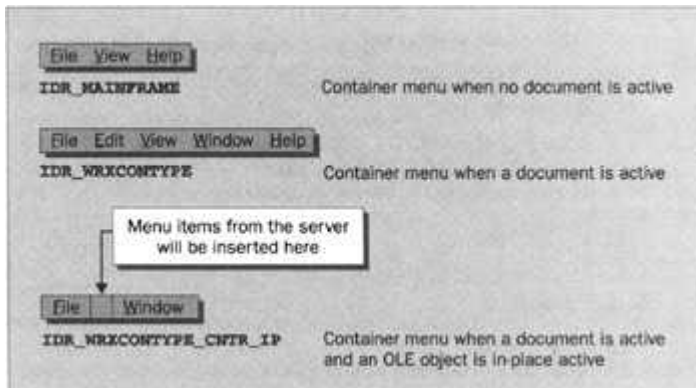 File View Help
IDR_MAINFRAME
Container menu when no document is active
File Edit View Window Help
IDR_WRXCONTYPE
Container menu when a document is active
Menu items from the server
will be inserted here
File Window
IDR_WRXCONTYPE_CNTR_IP
Container menu when a document is active
and an OLE object is in-place active